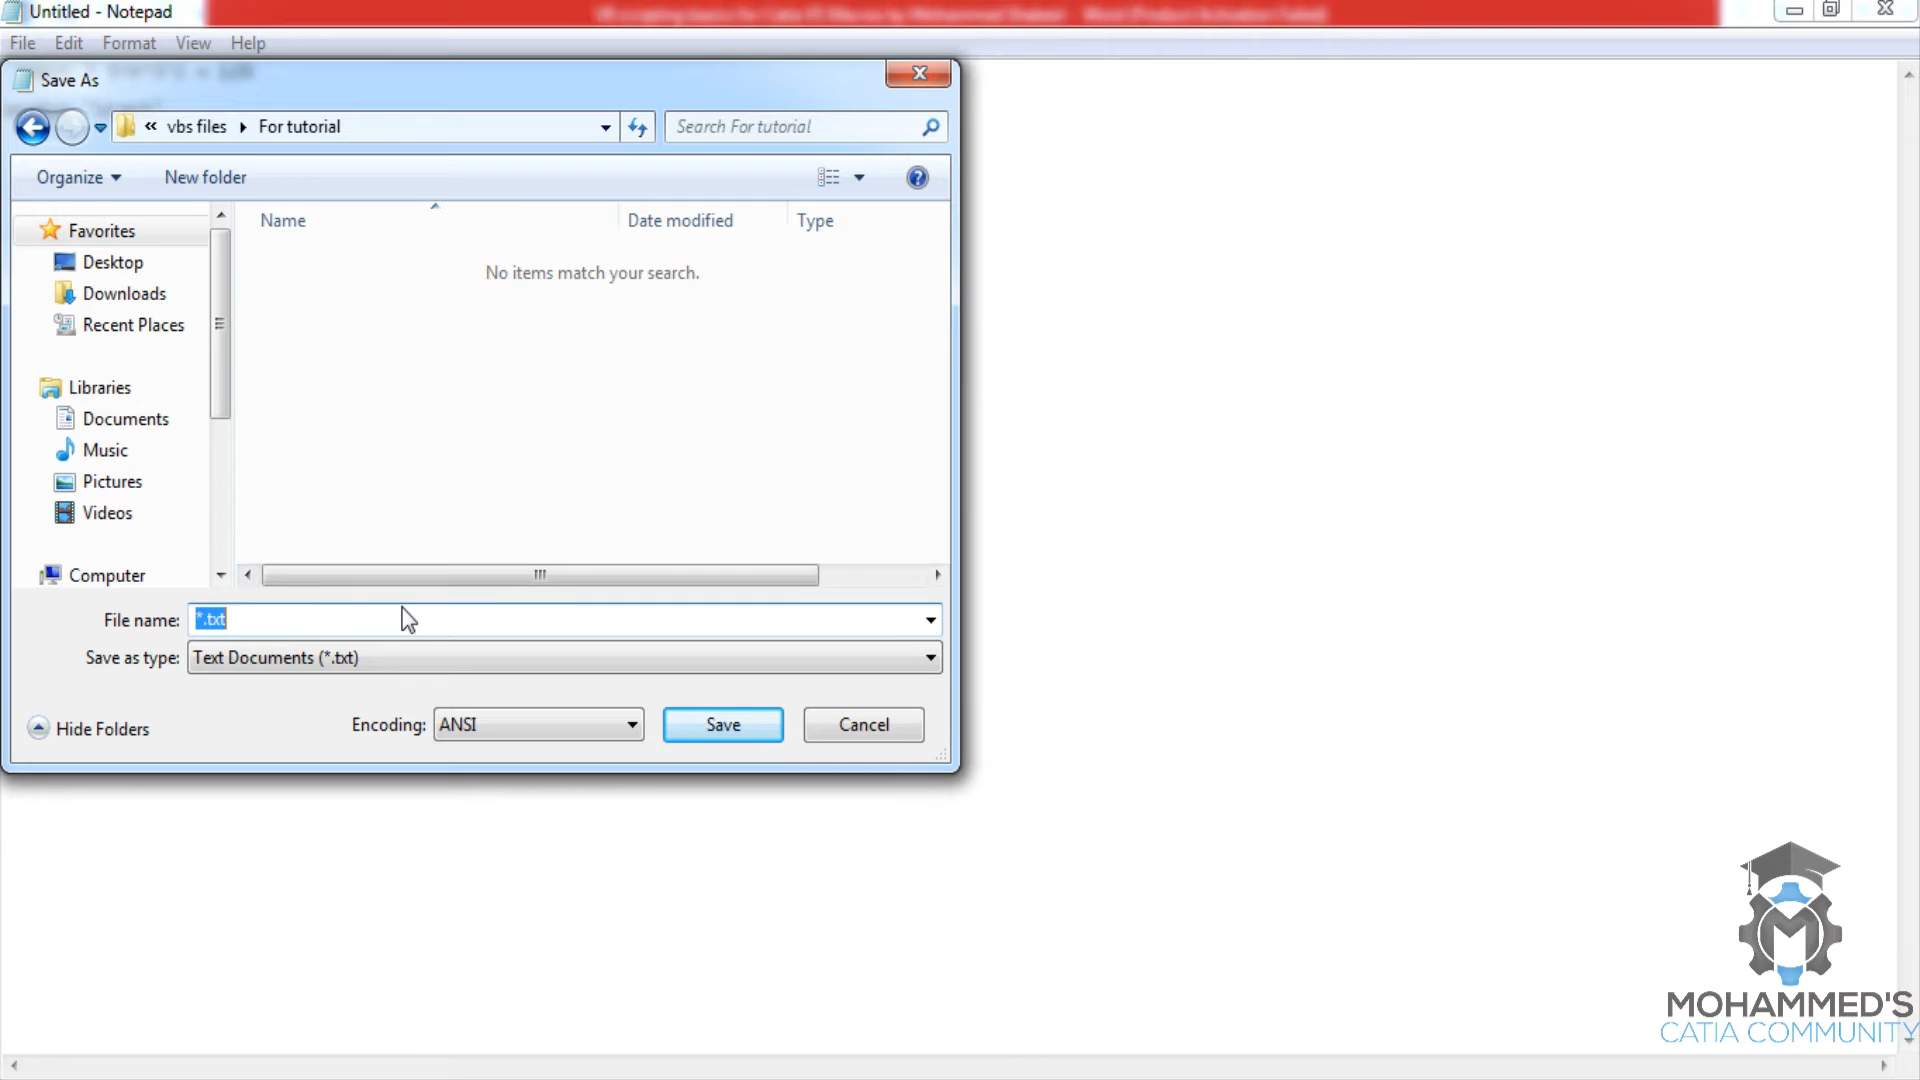 Untitled - Notepad
File Edit Format View Help
Save As
« vbs files For tutorial
Search For tutorial
Organize New folder
Favorites
Desktop
Downloads
Recent Places
Libraries
Documents
Music
Pictures
Videos
Computer
Name Date modified Type
No items match your search.
File name: *.txt
Save as type: Text Documents (*.txt)
Hide Folders
Encoding: ANSI
Save Cancel
MOHAMMED'S
CATIA COMMUNITY